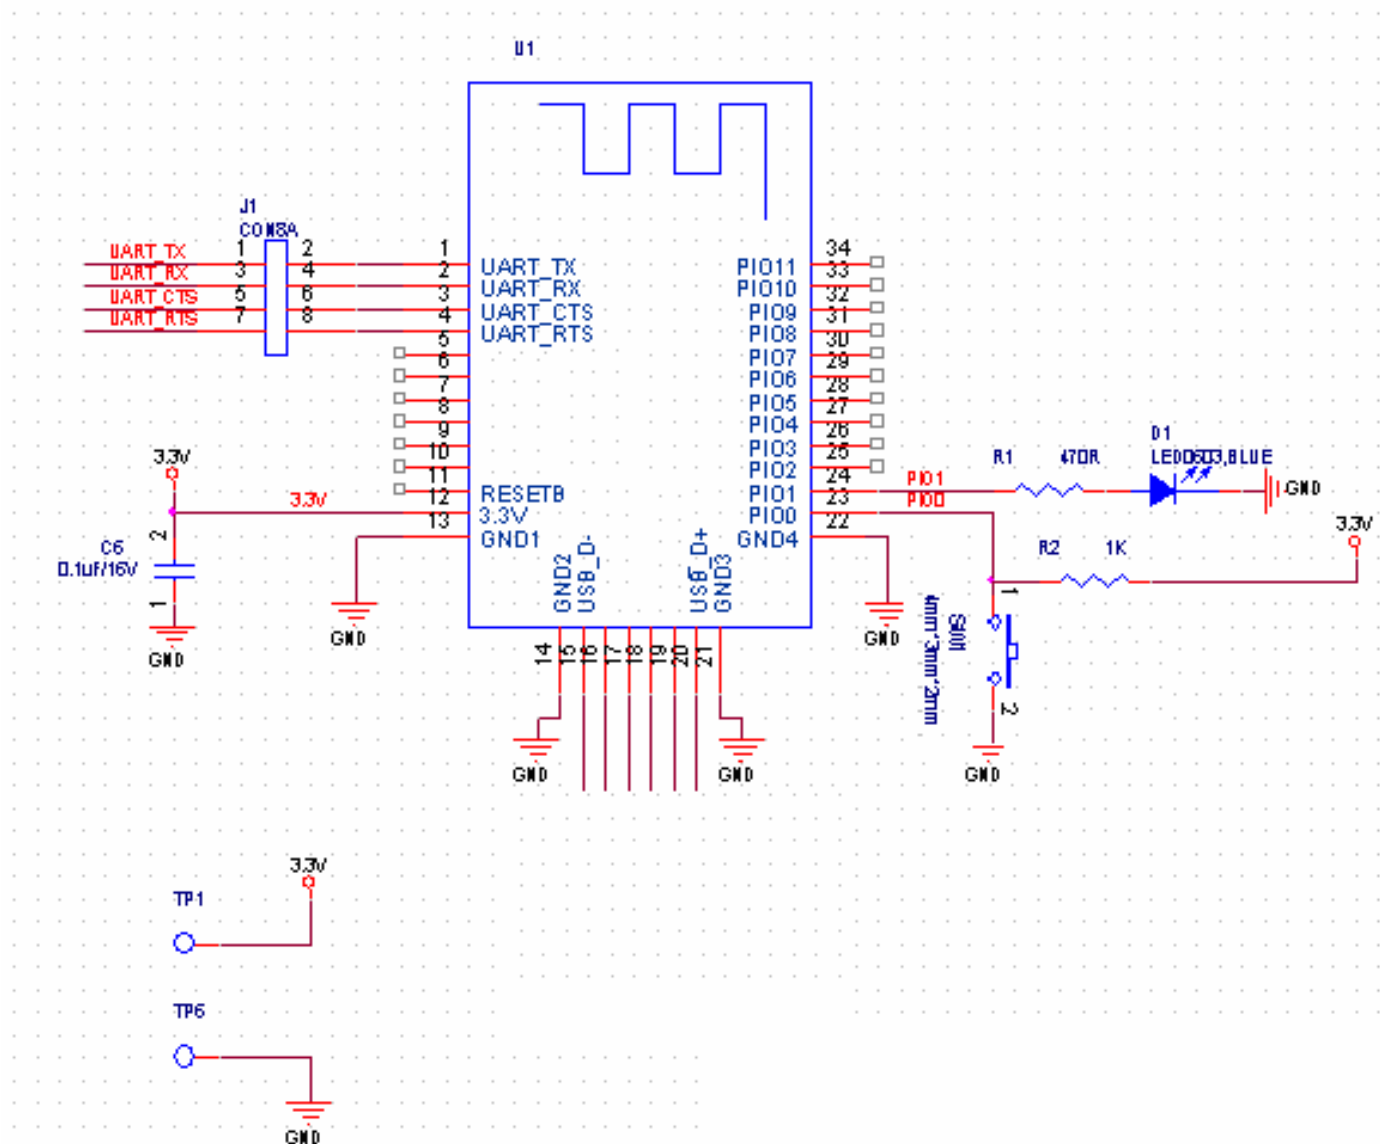 U1
J1
CON8A
UART_TX 1 2
UART_RX 3 4
UART_CTS 5 6
UART_RTS 7 8
1 UART_TX
2 UART_RX
3 UART_CTS
4 UART_RTS
5
6
7
8
9
10
11 RESETB
12 3.3V
13 GND1
34 PIO11
33 PIO10
32 PIO9
31 PIO8
30 PIO7
29 PIO6
28 PIO5
27 PIO4
26 PIO3
25 PIO2
24 PIO1
23 PIO0
22 GND4
GND2
USB_D-
USB_D+
GND3
14
15
16
17
18
19
20
21
3.3V
3.3V
2
C6
0.1uF/16V
1
GND
GND
GND
GND
GND
PIO1
PIO0
R1 470R
D1
LED0603,BLUE
GND
3.3V
R2 1K
1
SW1
4mm*3mm*2mm
2
GND
3.3V
TP1
TP6
GND